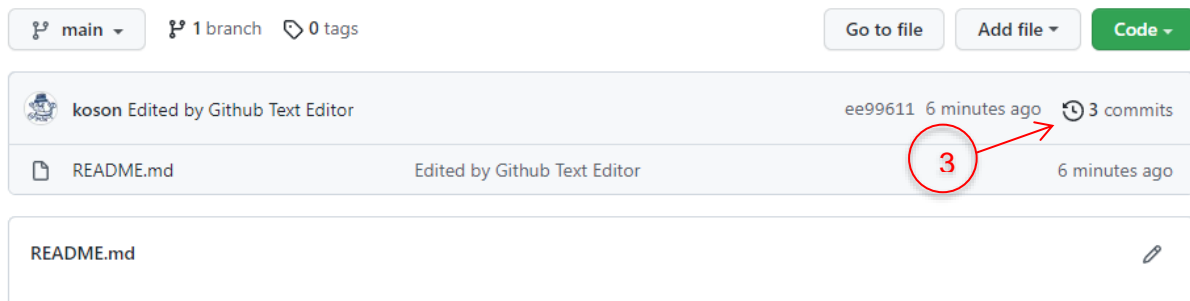 main 1 branch 0 tags Go to file Add file Code
koson Edited by Github Text Editor ee99611 6 minutes ago 3 commits
3
README.md Edited by Github Text Editor 6 minutes ago
README.md